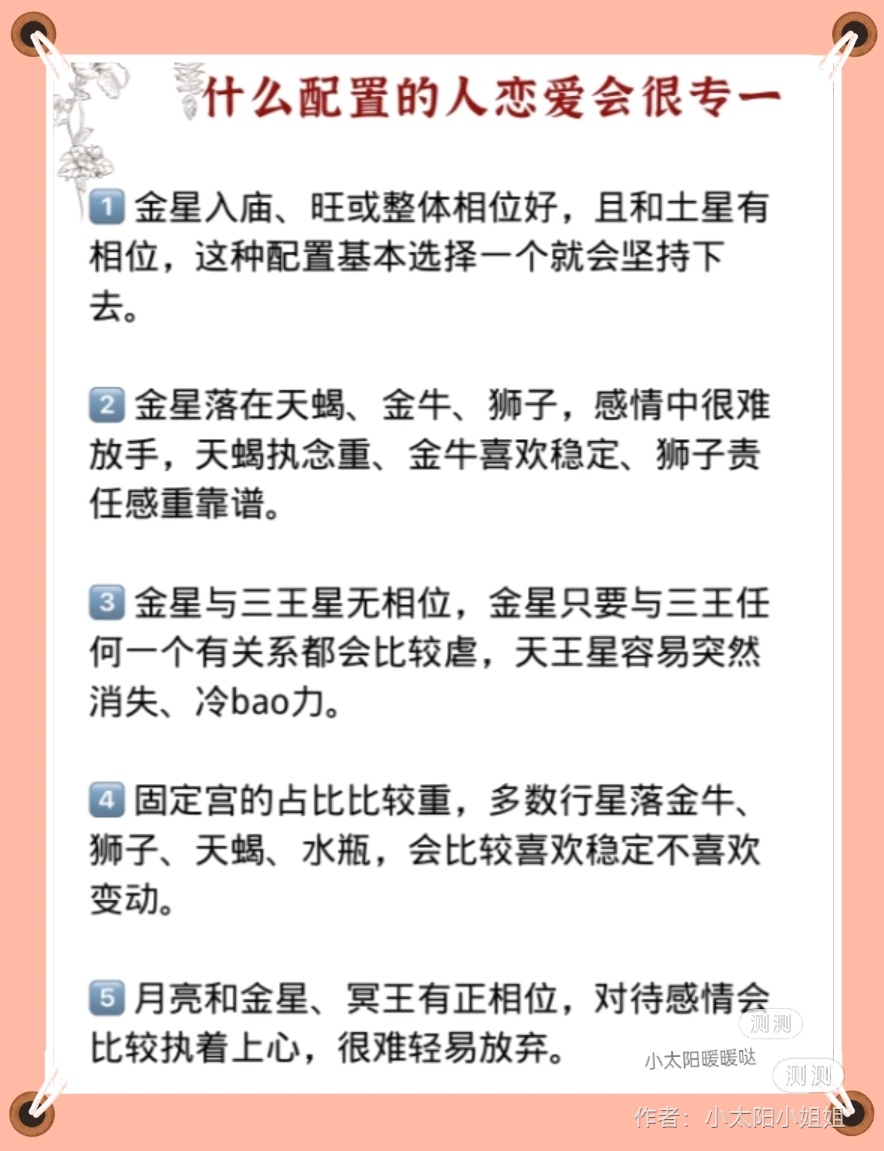 什么配置的人恋爱会很专一
1 金星入庙、旺或整体相位好，且和土星有
相位，这种配置基本选择一个就会坚持下
去。
2 金星落在天蝎、金牛、狮子，感情中很难
放手，天蝎执念重、金牛喜欢稳定、狮子责
任感重靠谱。
3 金星与三王星无相位，金星只要与三王任
何一个有关系都会比较虐，天王星容易突然
消失、冷bao力。
4 固定宫的占比比较重，多数行星落金牛、
狮子、天蝎、水瓶，会比较喜欢稳定不喜欢
变动。
5 月亮和金星、冥王有正相位，对待感情会
比较执着上心，很难轻易放弃。
测测
小太阳暖暖哒
测测
作者：小太阳小姐姐